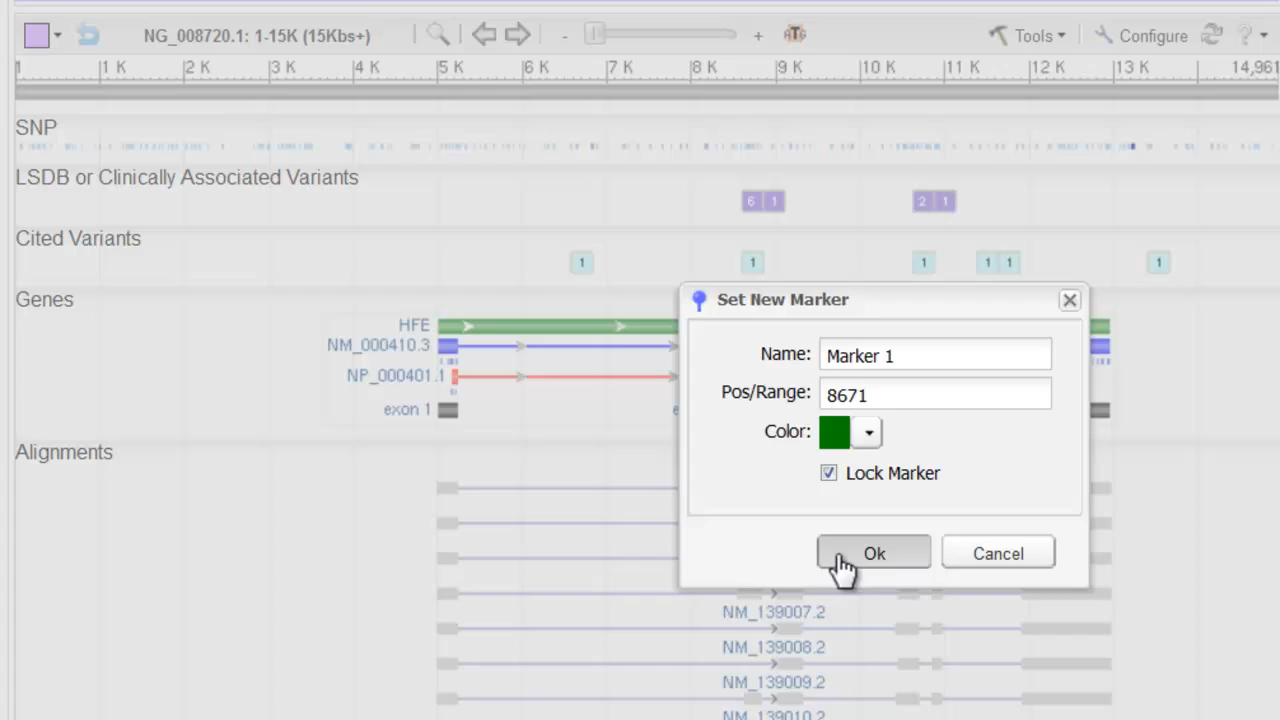 NG_008720.1: 1-15K (15Kbs+)
- + ATG Tools Configure ?
1 1 K 2 K 3 K 4 K 5 K 6 K 7 K 8 K 9 K 10 K 11 K 12 K 13 K 14,961
SNP
LSDB or Clinically Associated Variants
6 1 2 1
Cited Variants
1 1 1 1 1 1
Genes
Set New Marker
HFE
NM_000410.3
Name: Marker 1
NP_000401.1
Pos/Range: 8671
exon 1
Color:
Alignments
Lock Marker
Ok Cancel
NM_139007.2
NM_139008.2
NM_139009.2
NM_139010.2